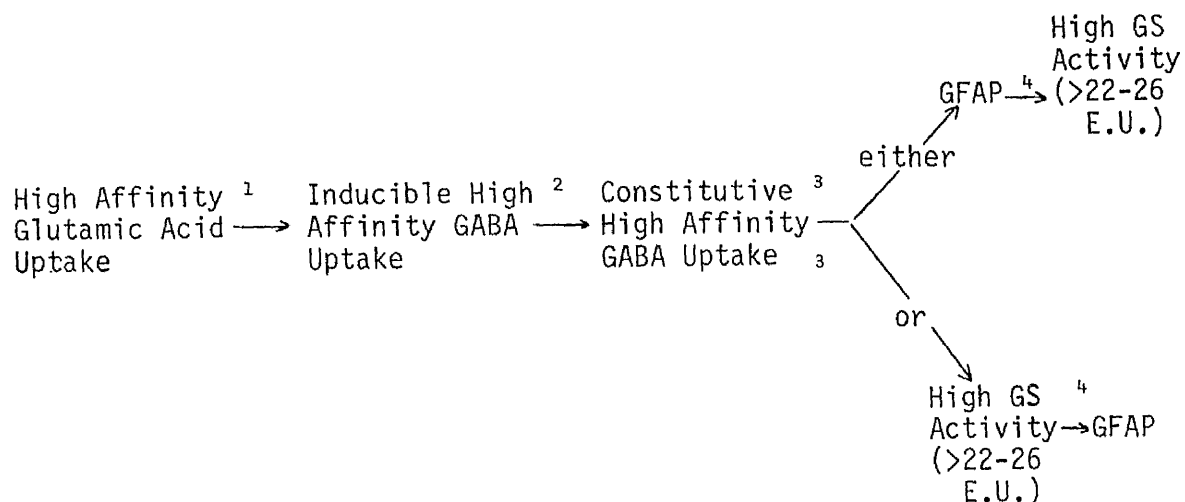 High Affinity 1
Glutamic Acid
Uptake
Inducible High 2
Affinity GABA
Uptake
Constitutive 3
High Affinity
GABA Uptake 3
either
GFAP 4
High GS
Activity
(>22-26
E.U.)
or
High GS 4
Activity
(>22-26
E.U.)
GFAP